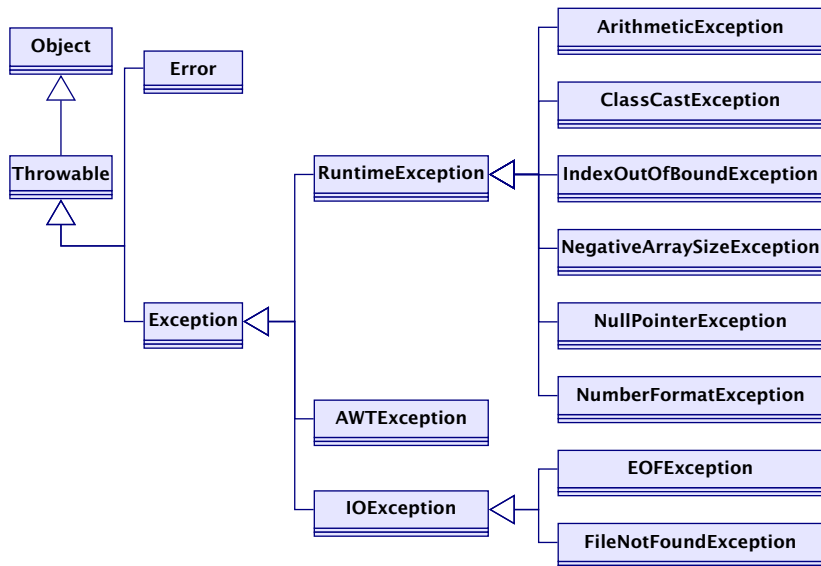 Object
Error
Throwable
Exception
RuntimeException
AWTException
IOException
ArithmeticException
ClassCastException
IndexOutOfBoundException
NegativeArraySizeException
NullPointerException
NumberFormatException
EOFException
FileNotFoundException